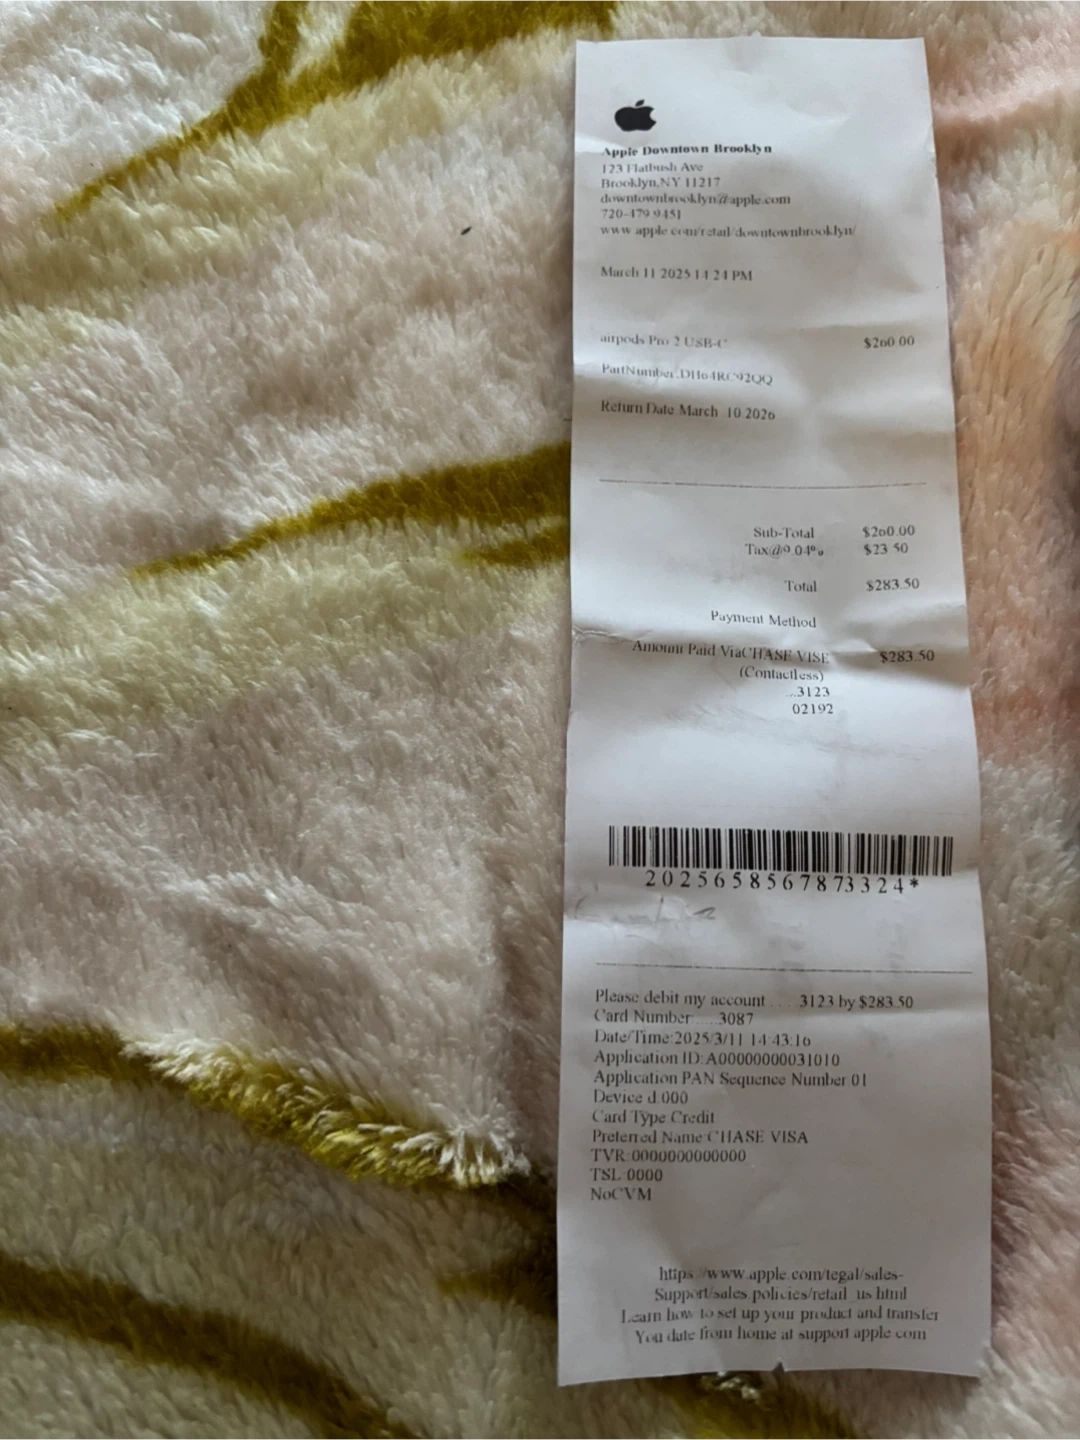 Apple Downtown Brooklyn
123 Flatbush Ave
Brooklyn,NY 11217
downtownbrooklyn@apple.com
720-479 9451
www apple com/retail/downtownbrooklyn/
March 11 2025 14 24 PM
airpods Pro 2 USB-C $260.00
PartNumber:DH64RC92QQ
Return Date March 10 2026
Sub-Total $260.00
Tax@9.04% $23 50
Total $283.50
Payment Method
Amount Paid ViaCHASE VISE $283.50
(Contactless)
...3123
02192
2025658567873324*
Please debit my account .... 3123 by $283 50
Card Number ....3087
Date/Time:2025/3/11 14 43:16
Application ID:A00000000031010
Application PAN Sequence Number 01
Device d:000
Card Type Credit
Preferred Name:CHASE VISA
TVR:0000000000000
TSL:0000
NoCVM
https //www.apple.com/tegal/sales-
Support/sales policies/retail_us html
Learn how to set up your product and transfer
You date from home at support apple com